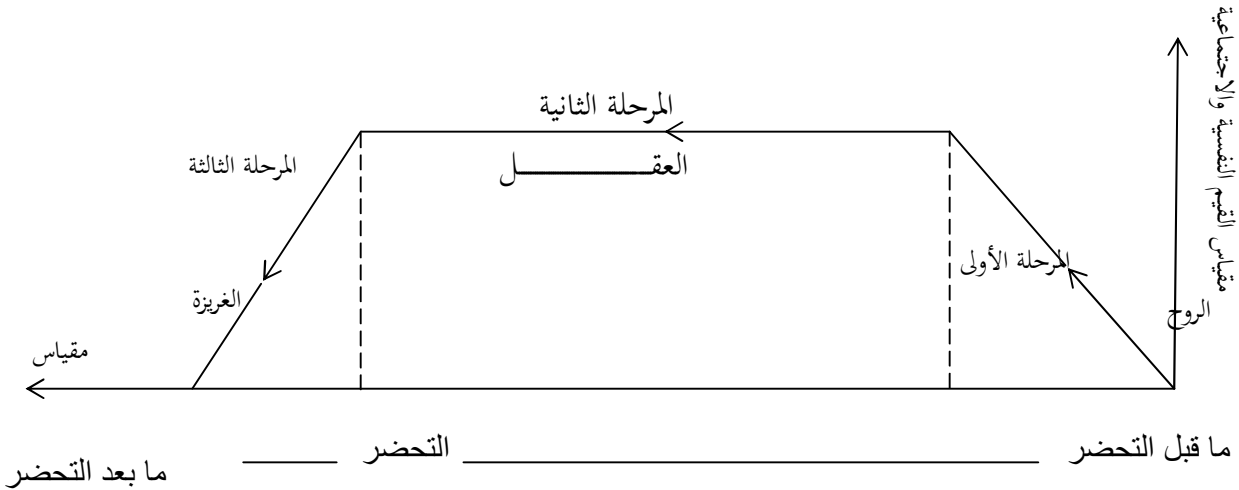 مقياس القيم النفسية والاجتماعية
المرحلة الثانية
العقـــــــــــل
المرحلة الثالثة
المرحلة الأولى
الغريزة
الروح
مقياس
ما قبل التحضر
التحضر
ما بعد التحضر